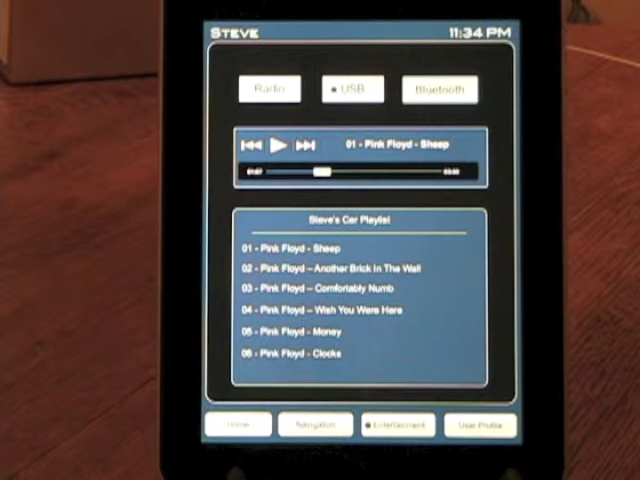 STEVE 11:34 PM
Radio USB Bluetooth
01 - Pink Floyd - Sheep
Steve's Car Playlist
01 - Pink Floyd - Sheep
02 - Pink Floyd – Another Brick In The Wall
03 - Pink Floyd – Comfortably Numb
04 - Pink Floyd – Wish You Were Here
05 - Pink Floyd - Money
06 - Pink Floyd - Clocks
Home Navigation Entertainment User Profile